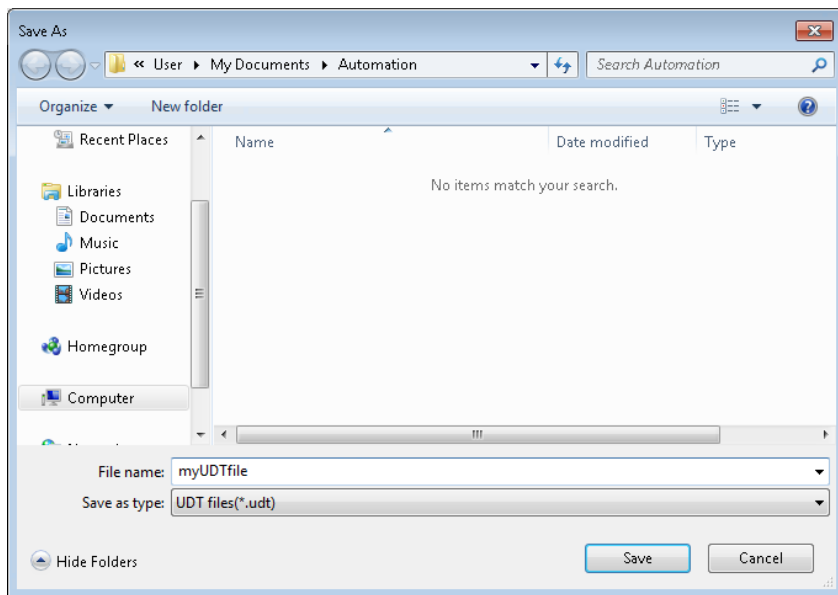 Save As
« User ▸ My Documents ▸ Automation
Search Automation
Organize ▾ New folder
Recent Places
Name Date modified Type
No items match your search.
Libraries
Documents
Music
Pictures
Videos
Homegroup
Computer
File name: myUDTfile
Save as type: UDT files(*.udt)
Hide Folders Save Cancel